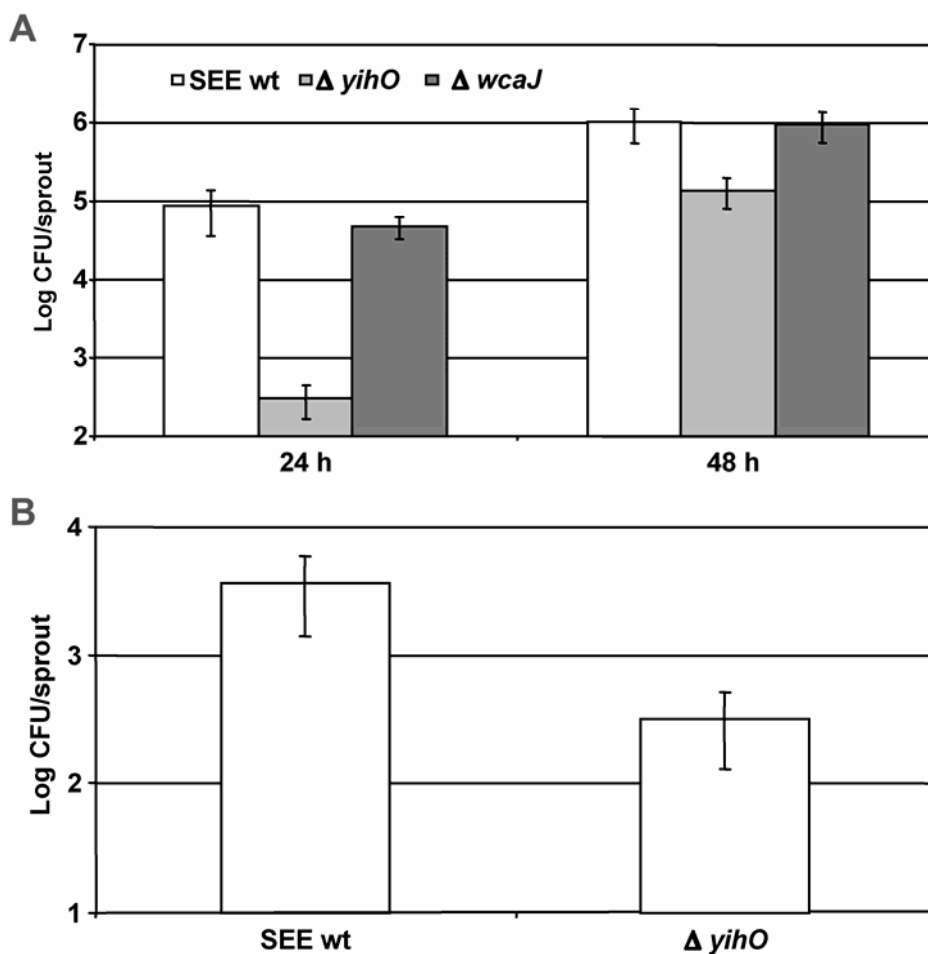 A
7
SEE wt Δ yihO Δ wcaJ
6
5
4
3
2
Log CFU/sprout
24 h 48 h
B
4
3
2
1
Log CFU/sprout
SEE wt Δ yihO